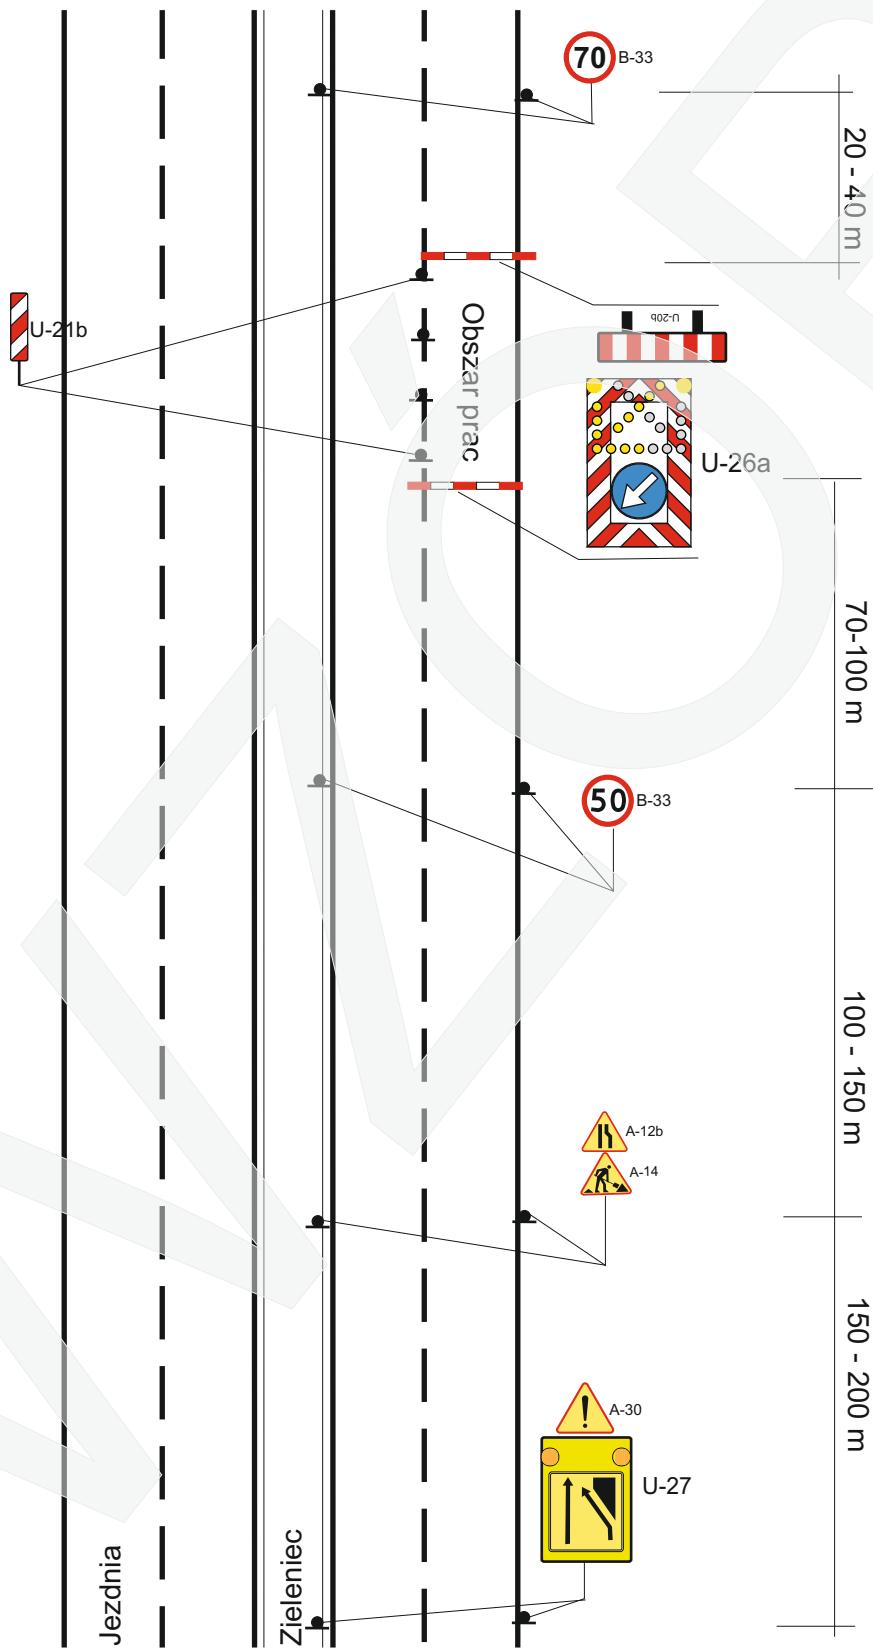 70
B-33
20 - 40 m
U-21b
Obszar prac
U-20b
U-26a
70-100 m
50
B-33
100 - 150 m
A-12b
A-14
150 - 200 m
A-30
U-27
Jezdnia
Zieleniec
WZÓR